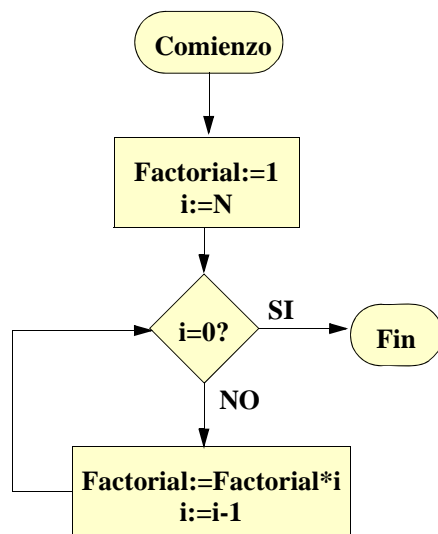 Comienzo
Factorial:=1
i:=N
i=0?
SI
Fin
NO
Factorial:=Factorial*i
i:=i-1